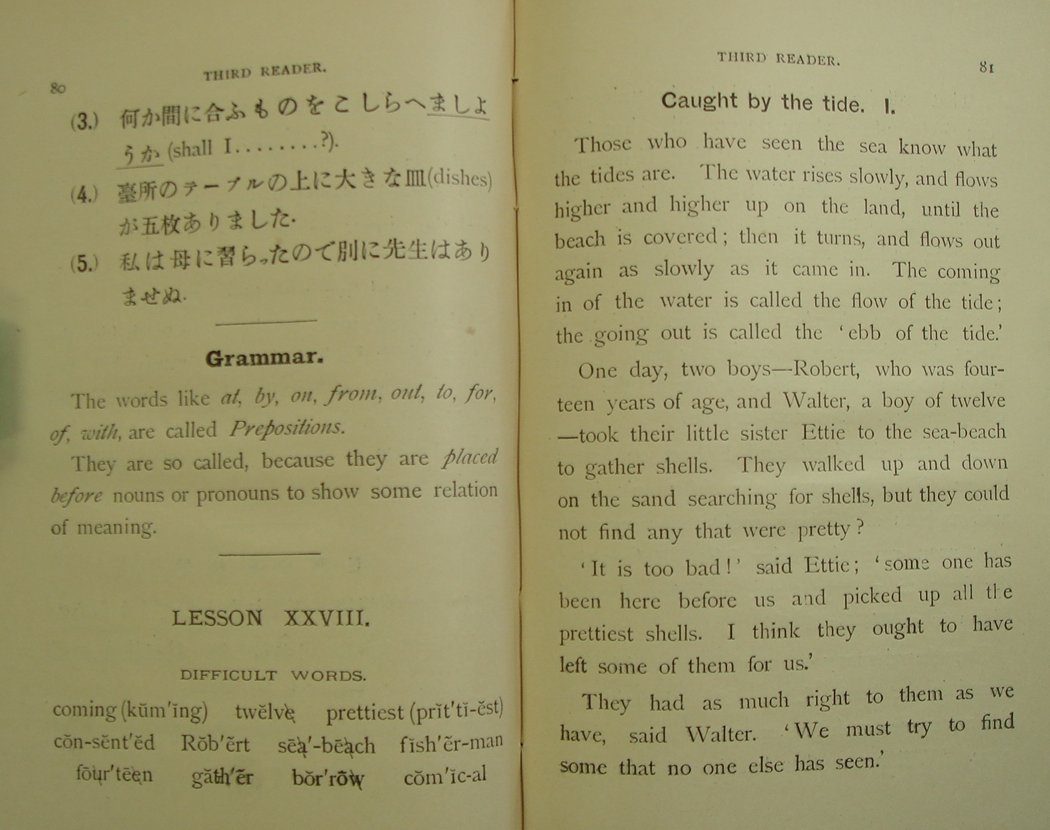 80
THIRD READER.
(3.) 何か間に合ふものをこしらへましよ
うか (shall I........?).
(4.) 臺所のテーブルの上に大きな皿(dishes)
が五枚ありました.
(5.) 私は母に習らったので別に先生はあり
ませぬ.
Grammar.
The words like at, by, on, from, out, to, for,
of, with, are called Prepositions.
They are so called, because they are placed
before nouns or pronouns to show some relation
of meaning.
LESSON XXVIII.
DIFFICULT WORDS.
coming (kŭm'ĭng) twĕlve prettiest (prĭt'tĭ-ĕst)
cŏn-sĕnt'ĕd Rŏb'ẽrt sēa'-bēach fĭsh'ẽr-man
fōur'tēen găth'ẽr bŏr'rōw cŏm'ĭc-al
THIRD READER.
81
Caught by the tide. I.
Those who have seen the sea know what
the tides are. The water rises slowly, and flows
higher and higher up on the land, until the
beach is covered; then it turns, and flows out
again as slowly as it came in. The coming
in of the water is called the flow of the tide;
the going out is called the ‘ebb of the tide.’
One day, two boys—Robert, who was four-
teen years of age, and Walter, a boy of twelve
—took their little sister Ettie to the sea-beach
to gather shells. They walked up and down
on the sand searching for shells, but they could
not find any that were pretty?
‘It is too bad!’ said Ettie; ‘some one has
been here before us and picked up all the
prettiest shells. I think they ought to have
left some of them for us.’
They had as much right to them as we
have, said Walter. ‘We must try to find
some that no one else has seen.’